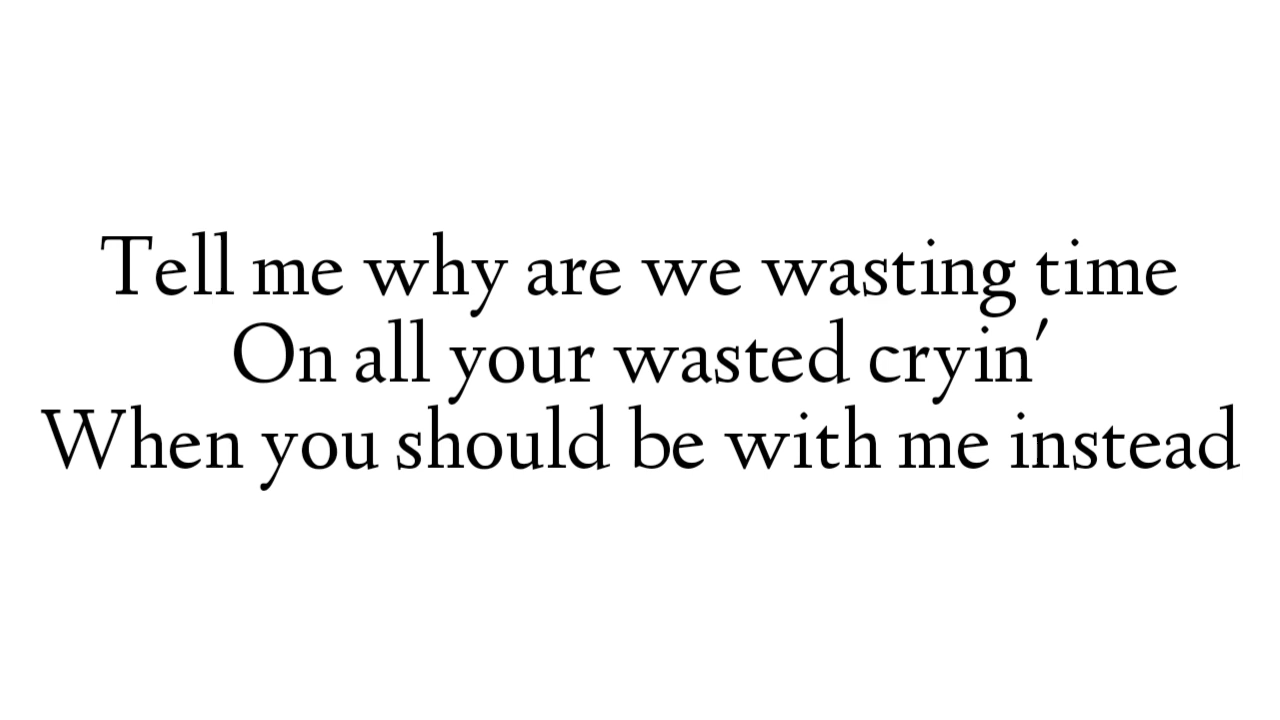 Tell me why are we wasting time
On all your wasted cryin'
When you should be with me instead